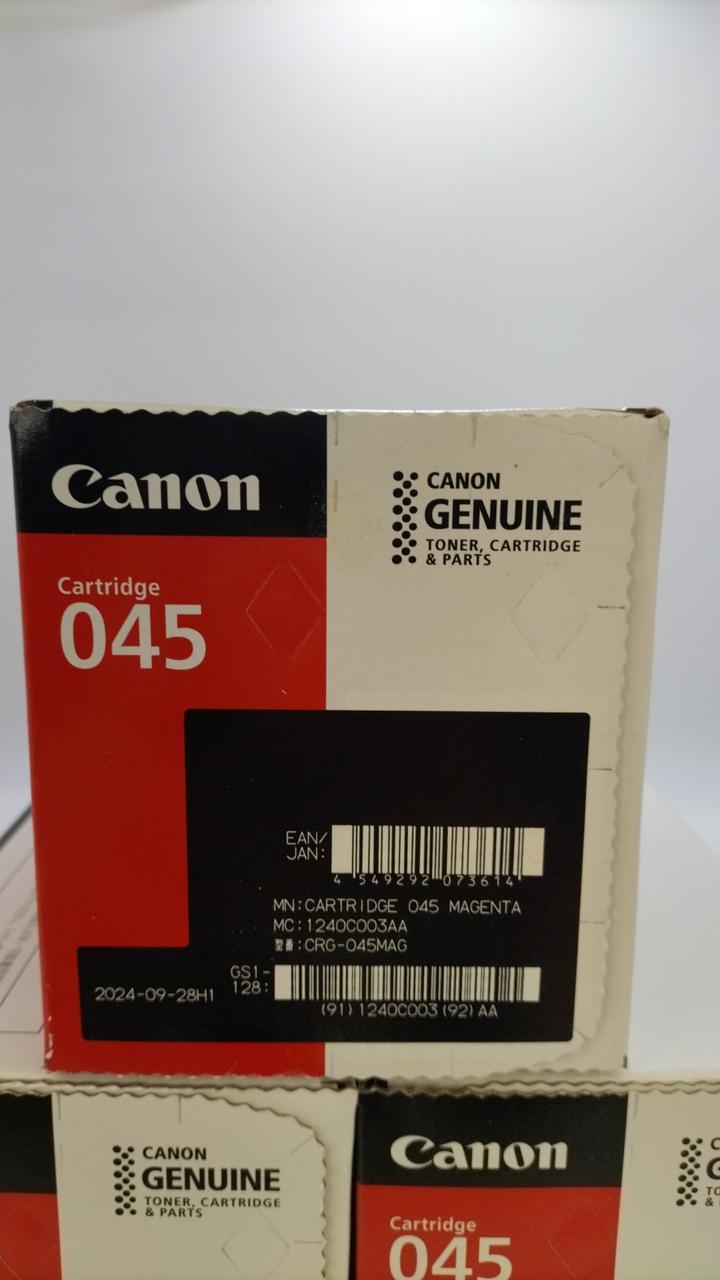 Canon
CANON
GENUINE
TONER, CARTRIDGE
& PARTS
Cartridge
045
EAN/
JAN:
4 549292 073614
MN:CARTRIDGE 045 MAGENTA
MC:1240C003AA
型番:CRG-045MAG
GS1-
128:
2024-09-28H1
(91)1240C003(92)AA
CANON
GENUINE
TONER, CARTRIDGE
& PARTS
Canon
Cartridge
045